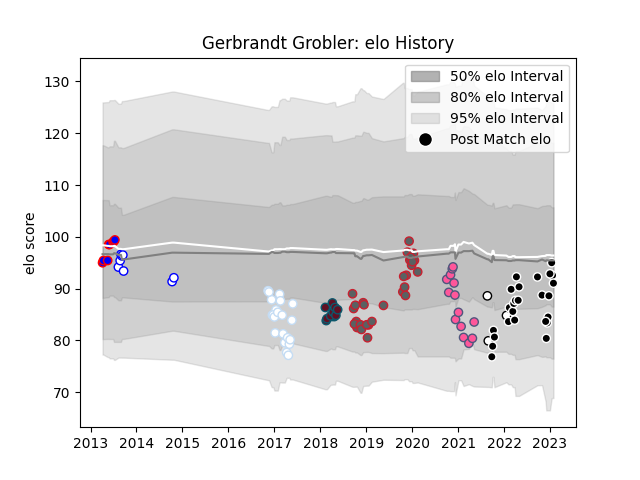 Gerbrandt Grobler: elo History
50% elo Interval
80% elo Interval
95% elo Interval
Post Match elo
elo score
130
120
110
100
90
80
70
2013 2014 2015 2016 2017 2018 2019 2020 2021 2022 2023